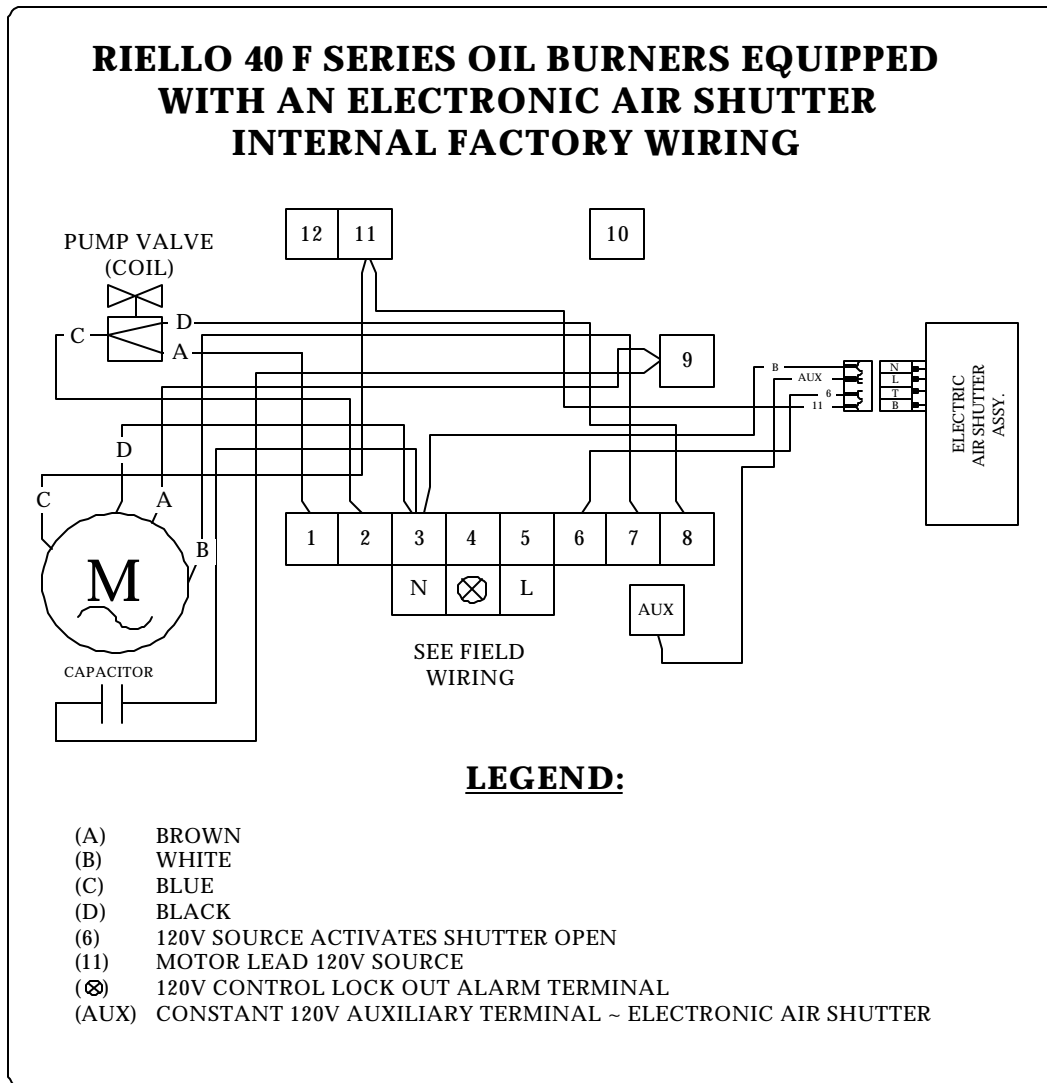 RIELLO 40 F SERIES OIL BURNERS EQUIPPED
WITH AN ELECTRONIC AIR SHUTTER
INTERNAL FACTORY WIRING
12 11 10
PUMP VALVE
(COIL)
C D
A
9
B
AUX
6
11
N
L
T
B
ELECTRIC
AIR SHUTTER
ASSY.
D
C A
B
M
1 2 3 4 5 6 7 8
N L
AUX
SEE FIELD
WIRING
CAPACITOR
LEGEND:
(A) BROWN
(B) WHITE
(C) BLUE
(D) BLACK
(6) 120V SOURCE ACTIVATES SHUTTER OPEN
(11) MOTOR LEAD 120V SOURCE
(⊗) 120V CONTROL LOCK OUT ALARM TERMINAL
(AUX) CONSTANT 120V AUXILIARY TERMINAL ~ ELECTRONIC AIR SHUTTER